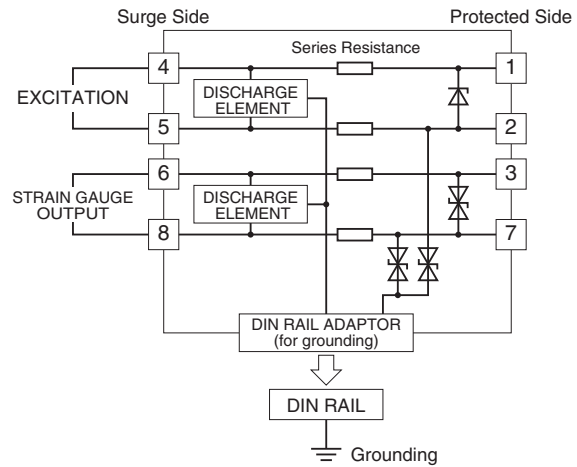 Surge Side
Protected Side
Series Resistance
4
1
EXCITATION
DISCHARGE
ELEMENT
5
2
6
3
STRAIN GAUGE
OUTPUT
DISCHARGE
ELEMENT
8
7
DIN RAIL ADAPTOR
(for grounding)
DIN RAIL
Grounding